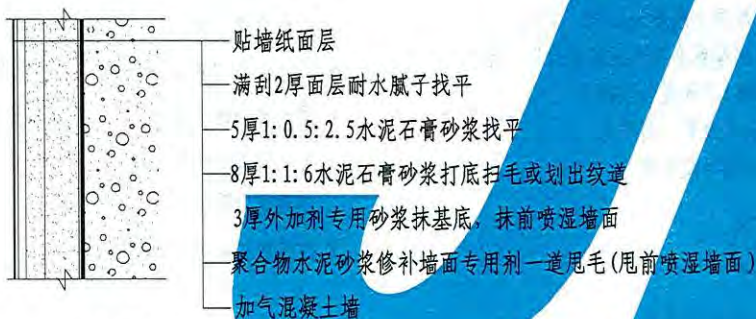 贴墙纸面层
满刮2厚面层耐水腻子找平
5厚1:0.5:2.5水泥石膏砂浆找平
8厚1:1:6水泥石膏砂浆打底扫毛或划出纹道
3厚外加剂专用砂浆抹基底，抹前喷湿墙面
聚合物水泥砂浆修补墙面专用剂一道甩毛(甩前喷湿墙面)
加气混凝土墙